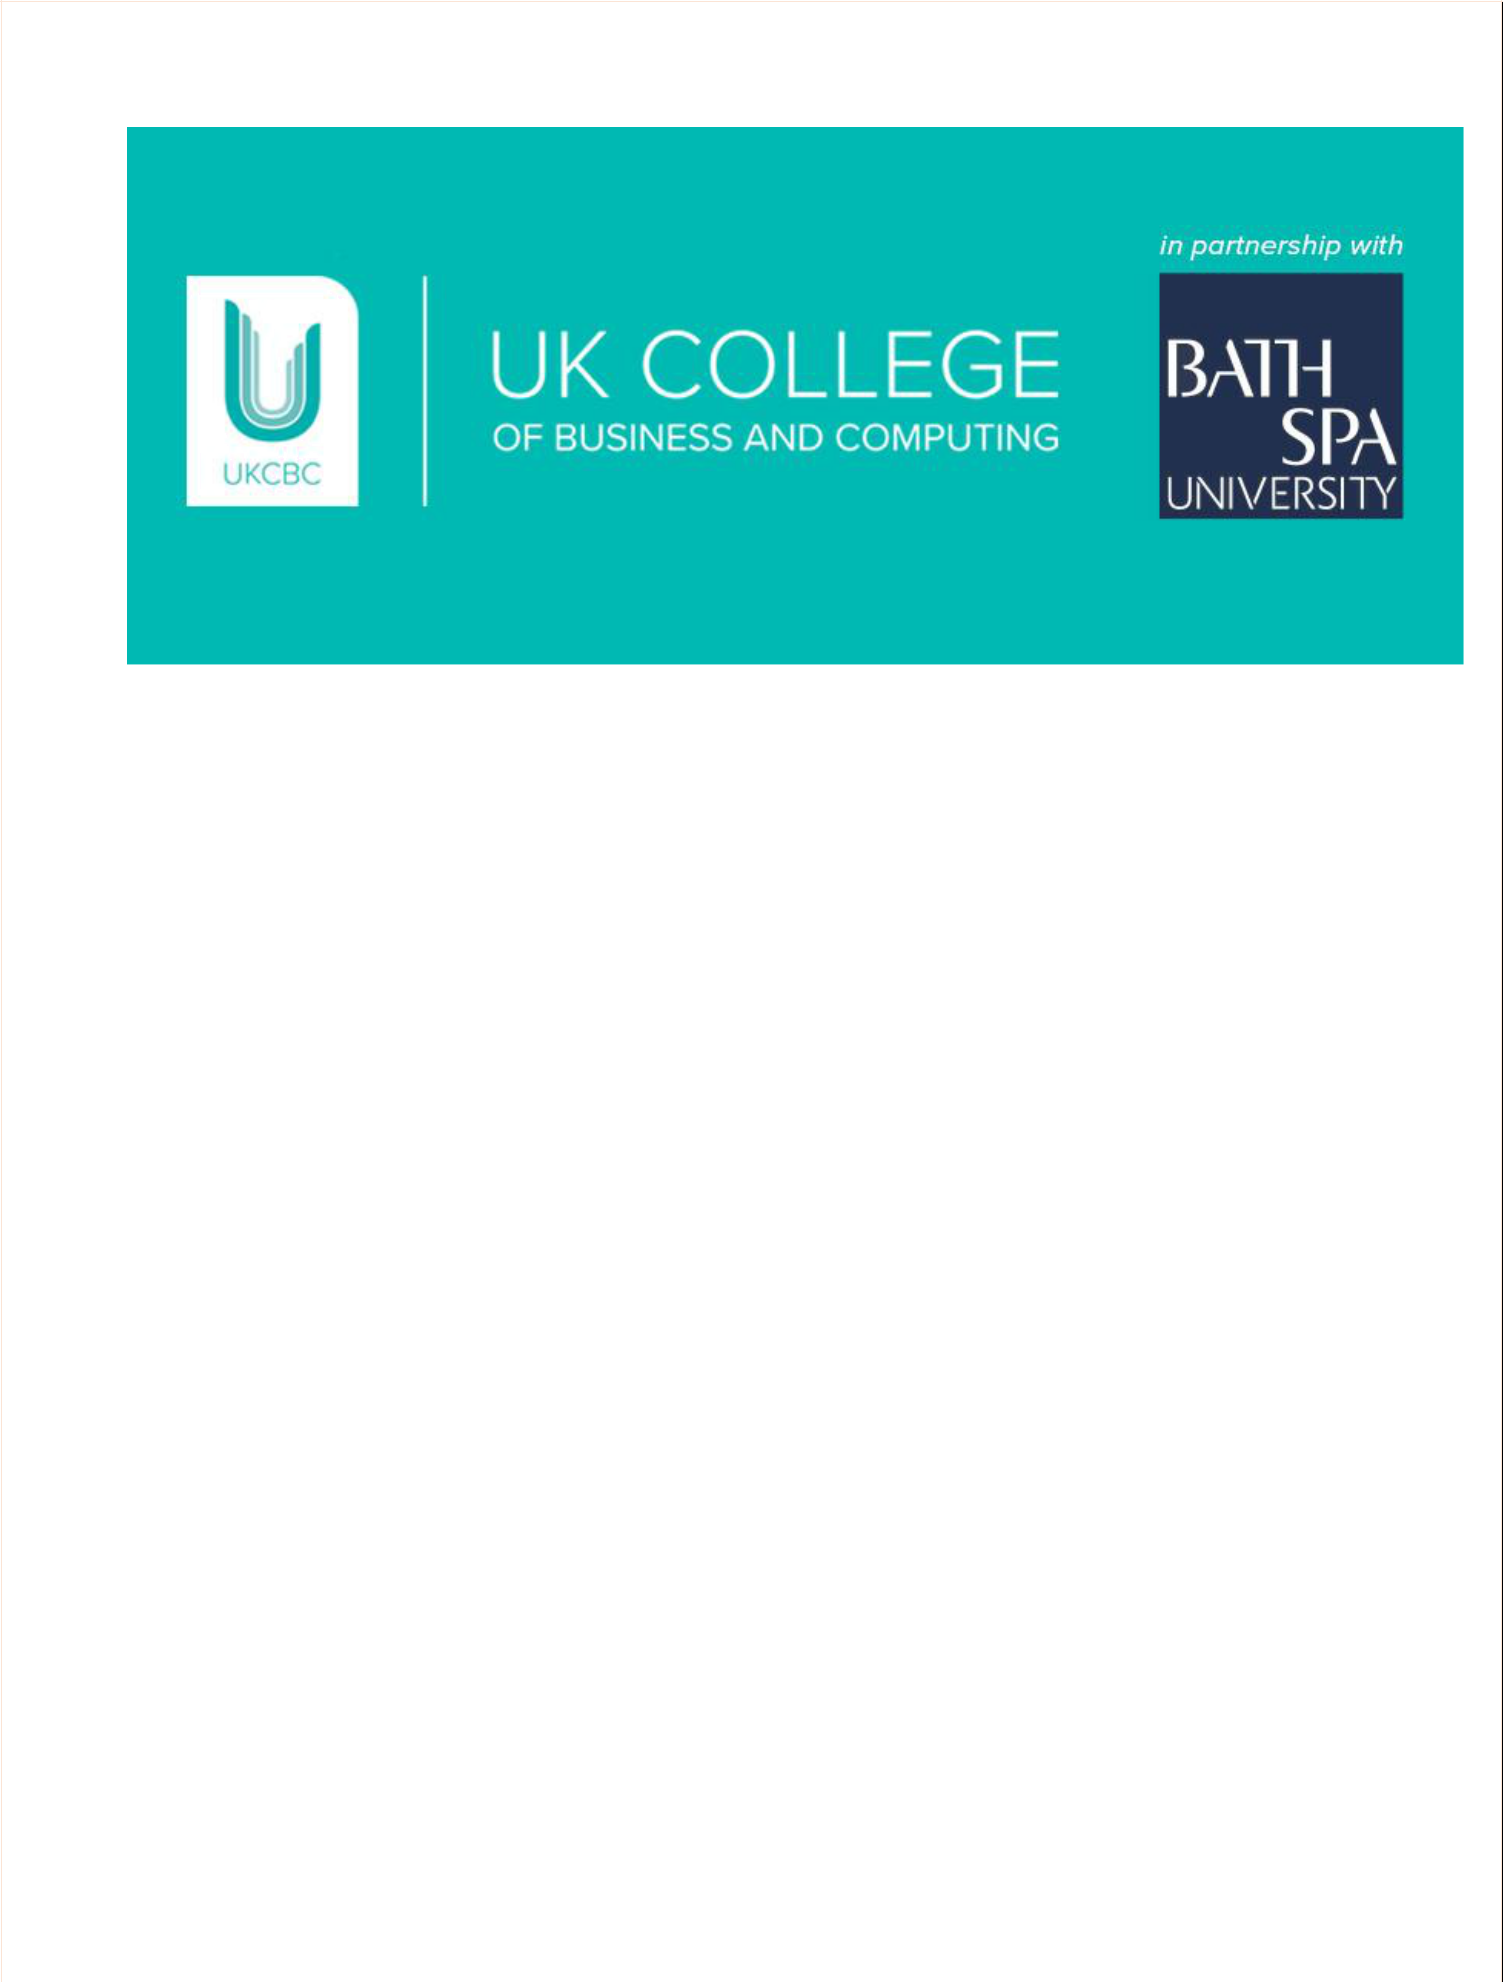 UKCBC
UK COLLEGE
OF BUSINESS AND COMPUTING
in partnership with
BATH
SPA
UNIVERSITY